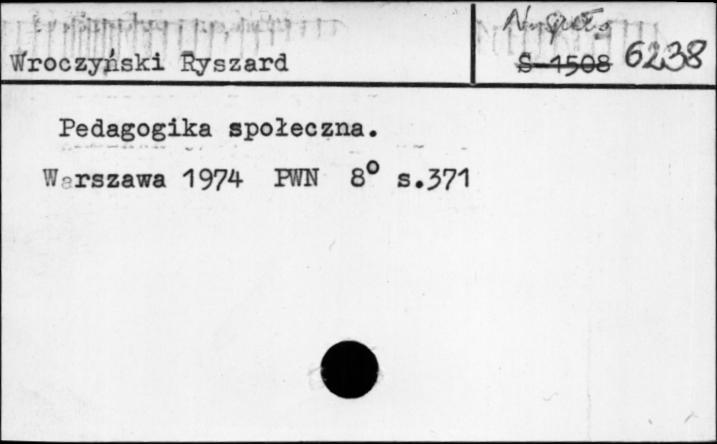 Wroczyński Ryszard
S-1508 6238
Pedagogika społeczna.
Warszawa 1974 PWN 8° s.371